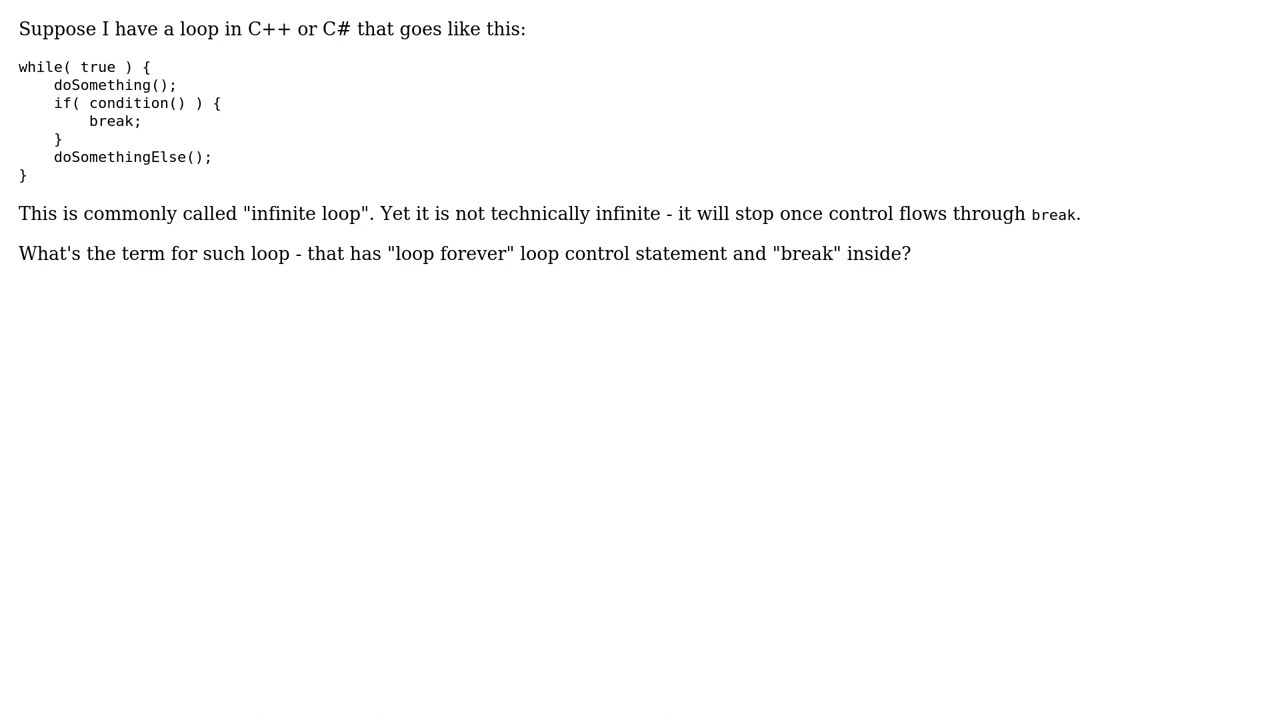 Suppose I have a loop in C++ or C# that goes like this:
while( true ) {
    doSomething();
    if( condition() ) {
        break;
    }
    doSomethingElse();
}
This is commonly called "infinite loop". Yet it is not technically infinite - it will stop once control flows through break.
What's the term for such loop - that has "loop forever" loop control statement and "break" inside?